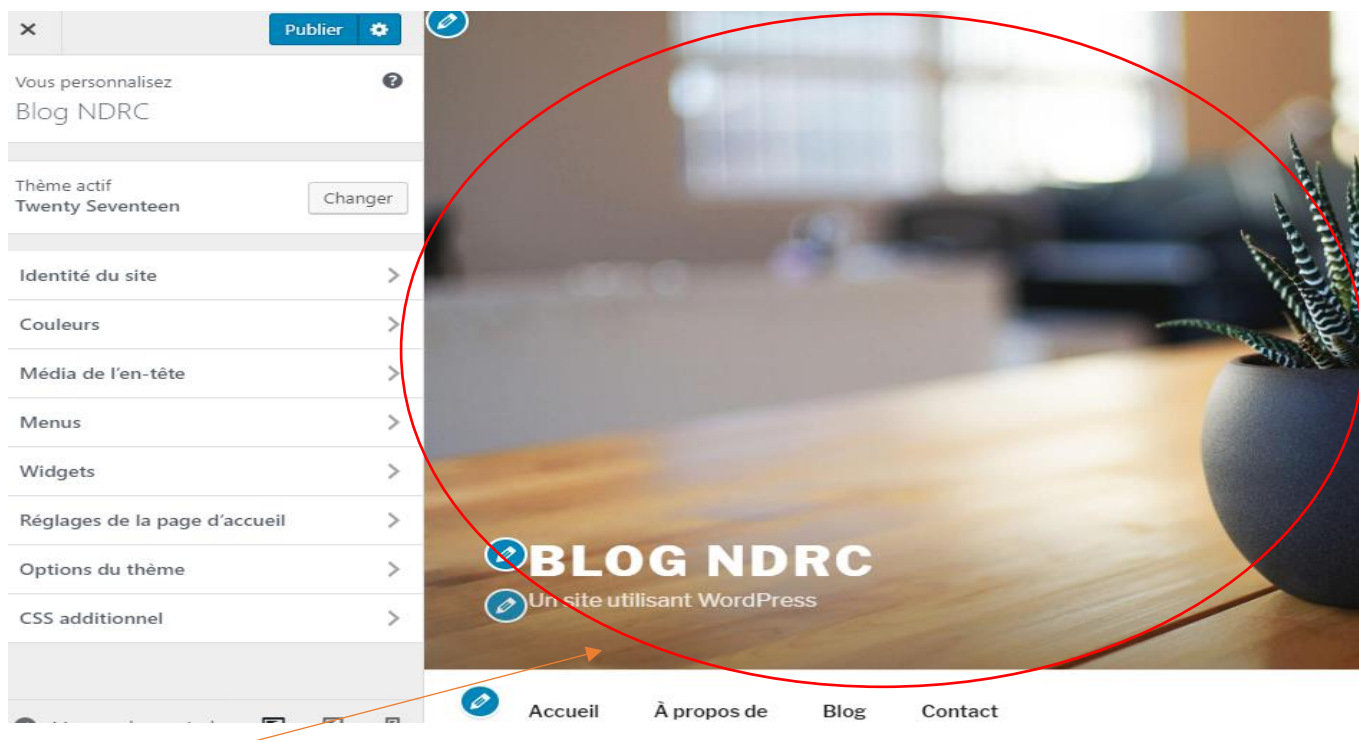 Publier
Vous personnalisez
Blog NDRC
Thème actif
Twenty Seventeen
Changer
Identité du site
Couleurs
Média de l’en-tête
Menus
Widgets
Réglages de la page d’accueil
Options du thème
CSS additionnel
BLOG NDRC
Un site utilisant WordPress
Accueil À propos de Blog Contact